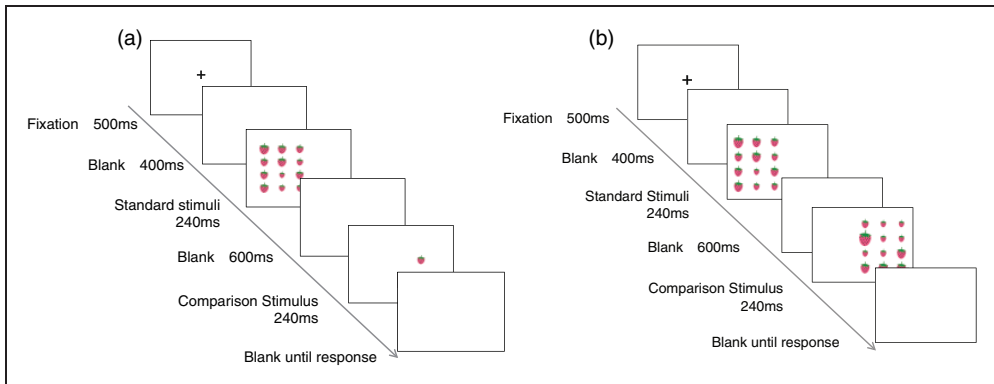 (a)
+
Fixation 500ms
Blank 400ms
Standard stimuli
240ms
Blank 600ms
Comparison Stimulus
240ms
Blank until response
(b)
+
Fixation 500ms
Blank 400ms
Standard Stimuli
240ms
Blank 600ms
Comparison Stimulus
240ms
Blank until response